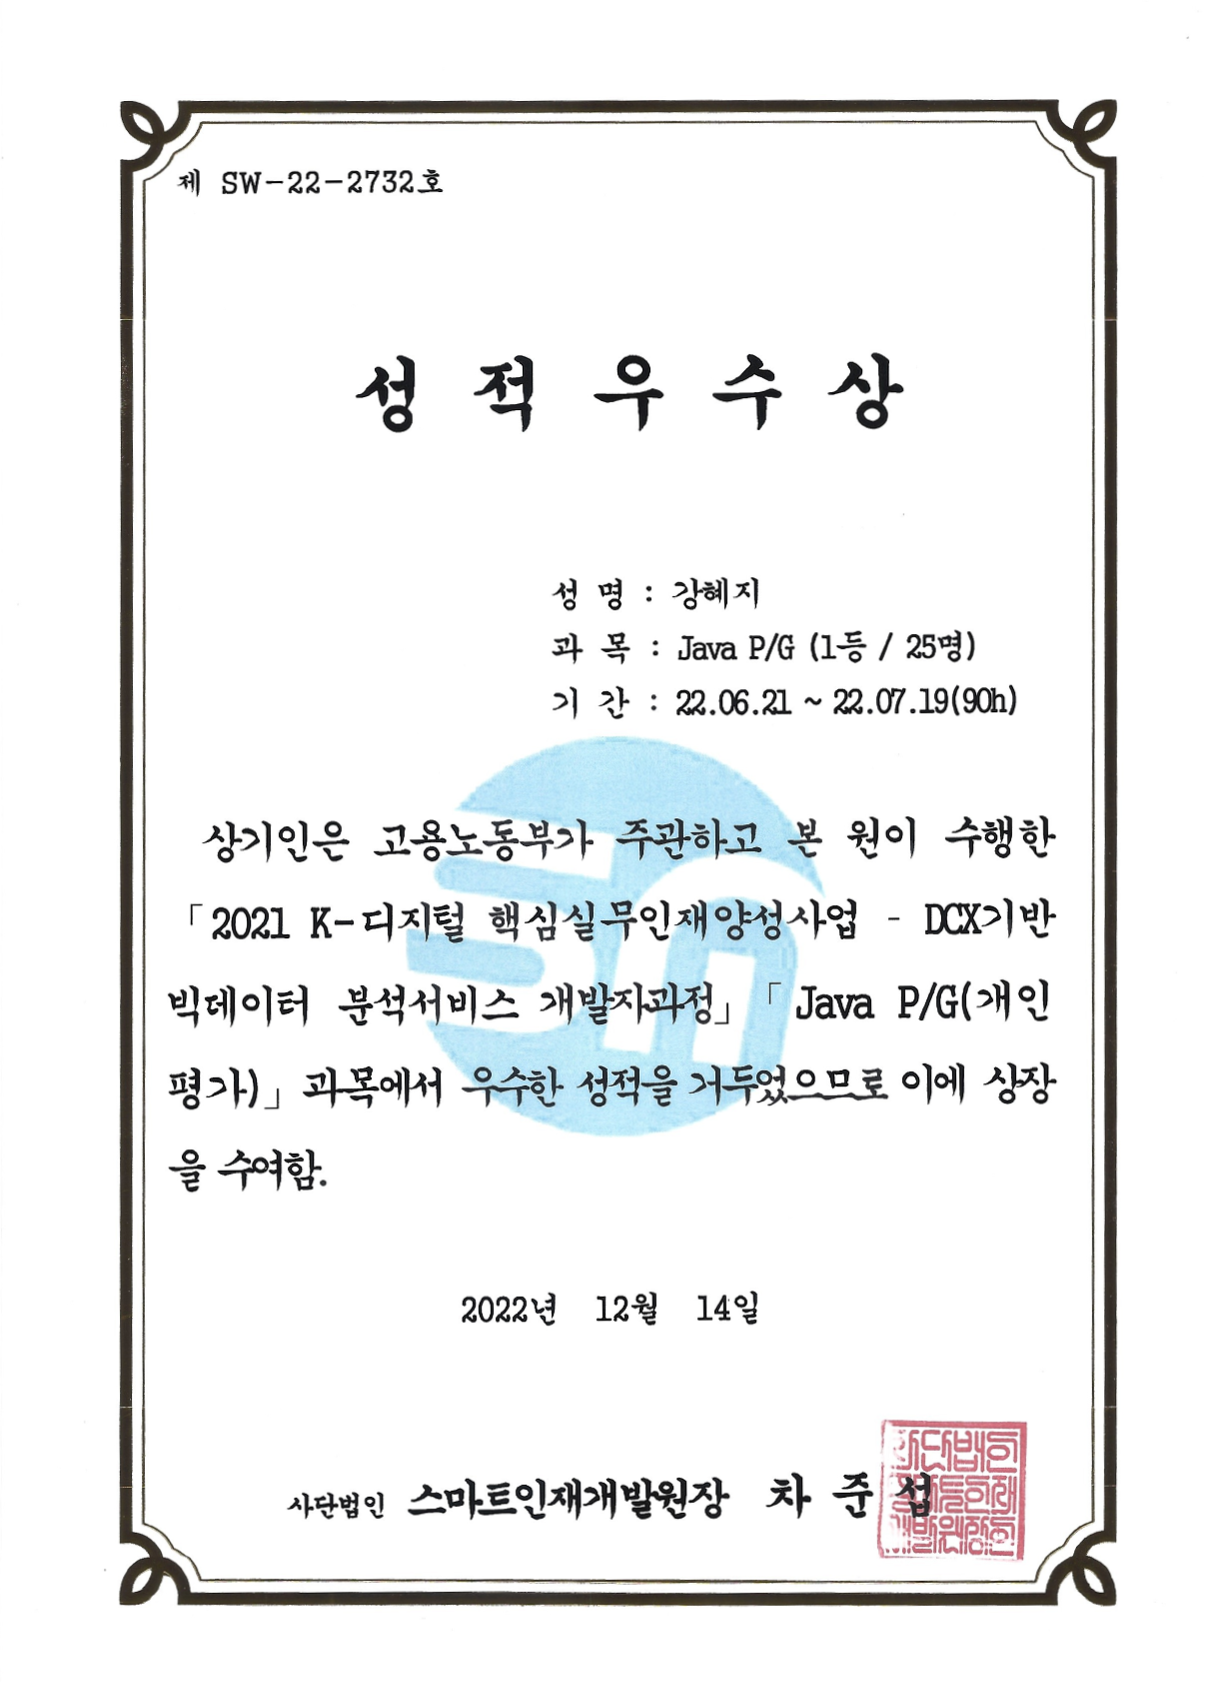 제 SW-22-2732호
성 적 우 수 상
성 명 : 강혜지
과 목 : Java P/G (1등 / 25명)
기 간 : 22.06.21 ~ 22.07.19(90h)
상기인은 고용노동부가 주관하고 본 원이 수행한
「2021 K-디지털 핵심실무인재양성사업 - DCX기반
빅데이터 분석서비스 개발자과정」「Java P/G(개인
평가)」과목에서 우수한 성적을 거두었으므로 이에 상장
을 수여함.
2022년 12월 14일
사단법인 스마트인재개발원장 차 준 섭